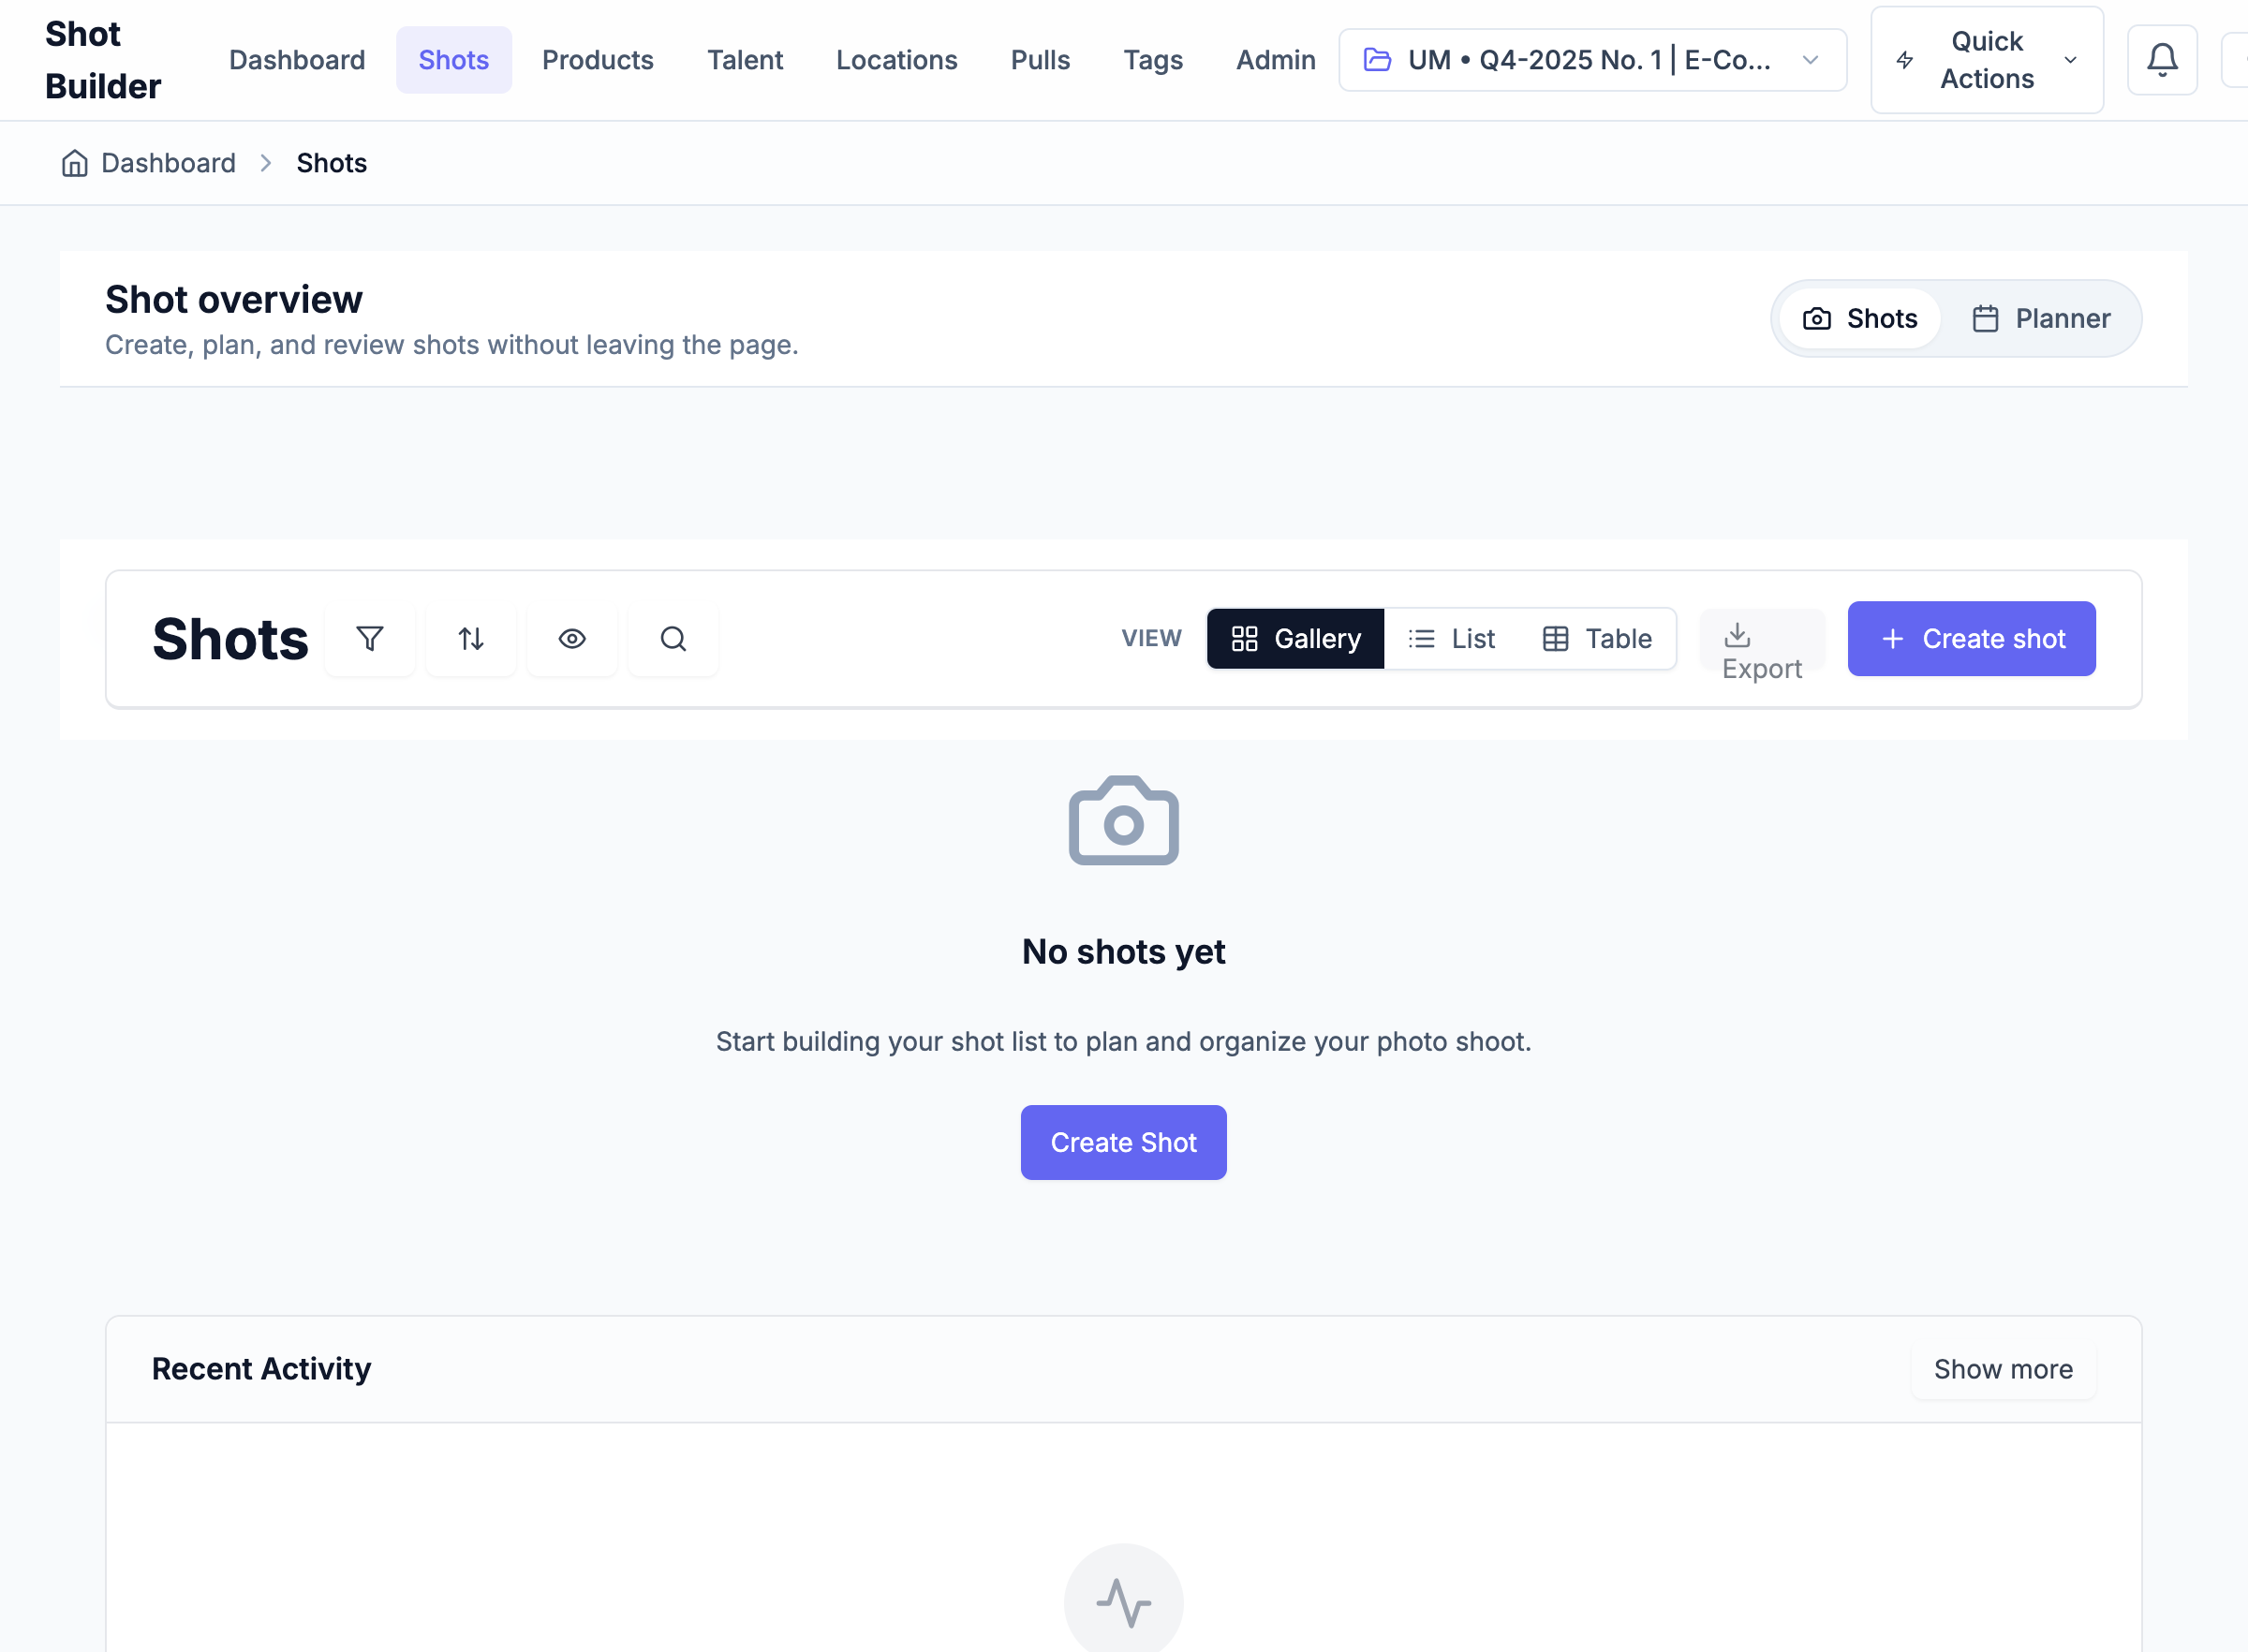 Shot
Builder
Dashboard
Shots
Products
Talent
Locations
Pulls
Tags
Admin
UM • Q4-2025 No. 1 | E-Co...
Quick
Actions
Dashboard
Shots
Shot overview
Create, plan, and review shots without leaving the page.
Shots
Planner
Shots
VIEW
Gallery
List
Table
Export
Create shot
No shots yet
Start building your shot list to plan and organize your photo shoot.
Create Shot
Recent Activity
Show more